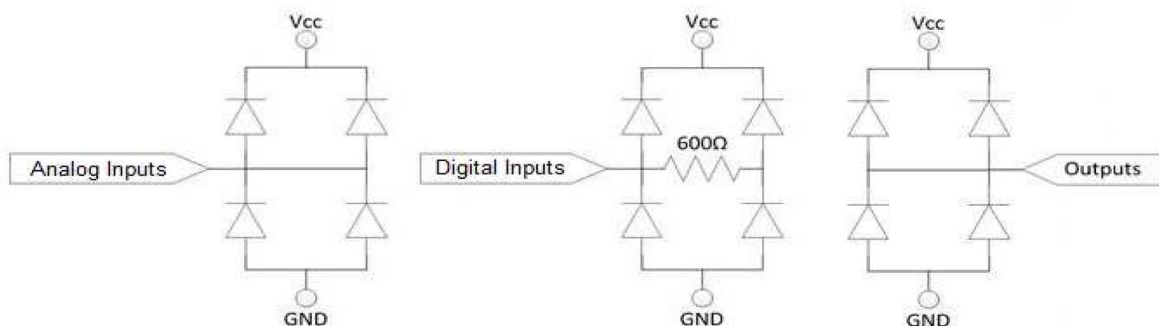 Vcc
Analog Inputs
GND
Vcc
600Ω
Digital Inputs
GND
Vcc
Outputs
GND